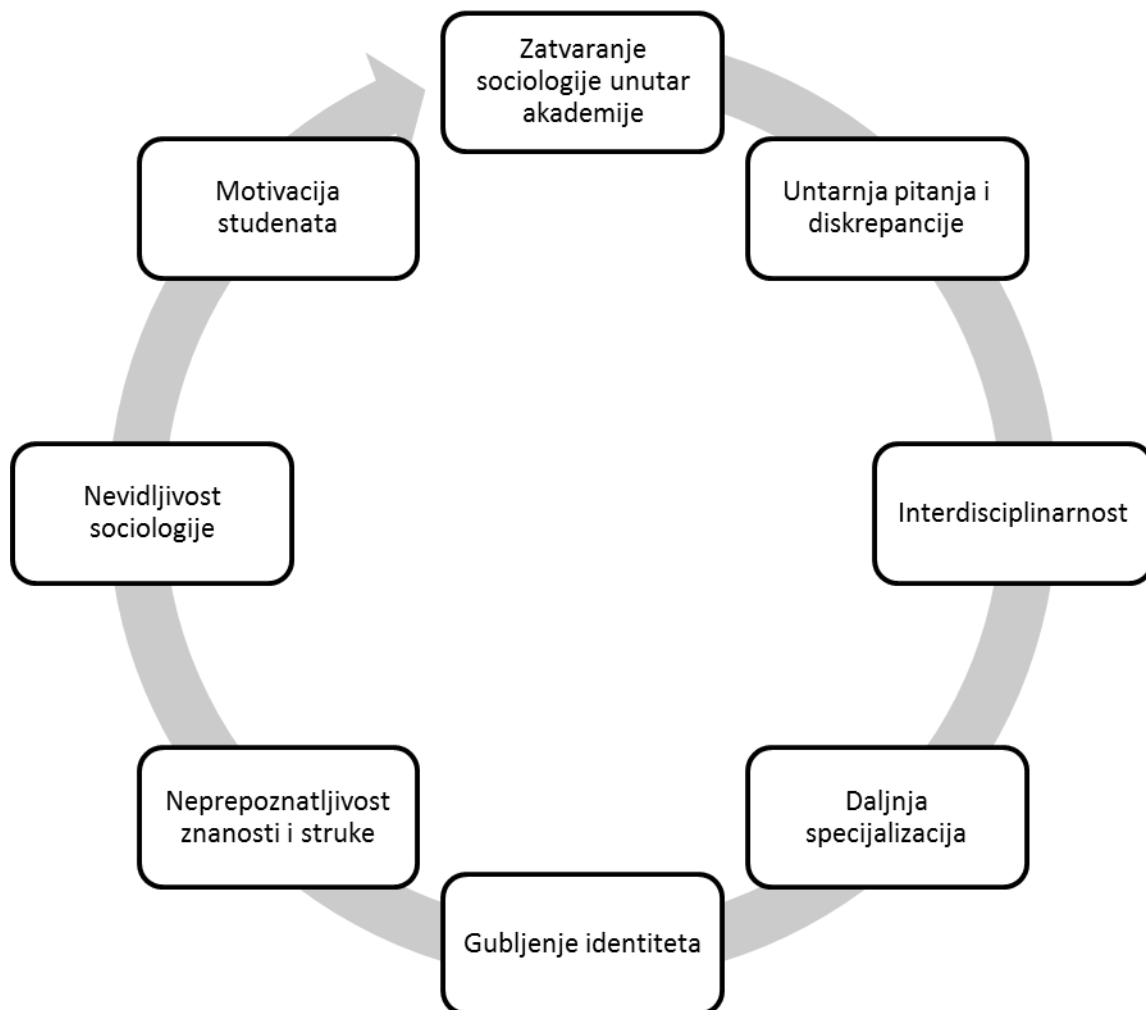 Zatvaranje
sociologije unutar
akademije
Untarnja pitanja i
diskrepancije
Interdisciplinarnost
Daljnja
specijalizacija
Gubljenje identiteta
Neprepoznatljivost
znanosti i struke
Nevidljivost
sociologije
Motivacija
studenata